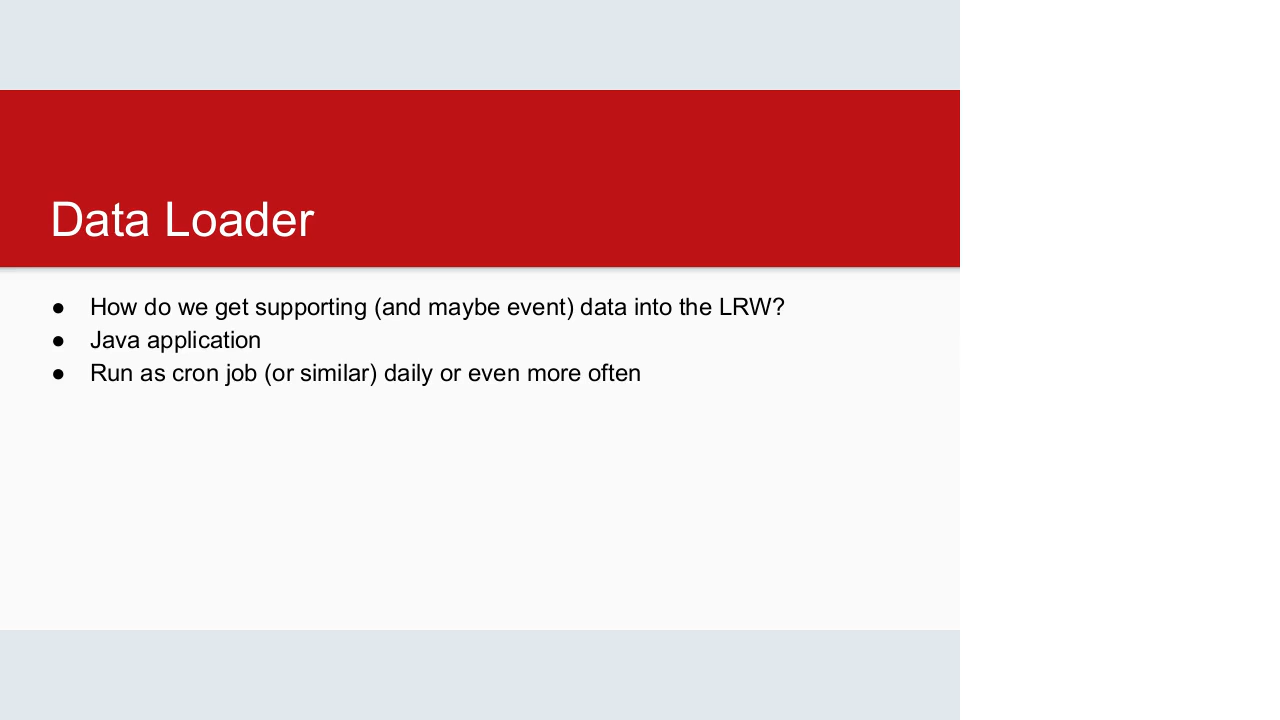 Data Loader
● How do we get supporting (and maybe event) data into the LRW?
● Java application
● Run as cron job (or similar) daily or even more often